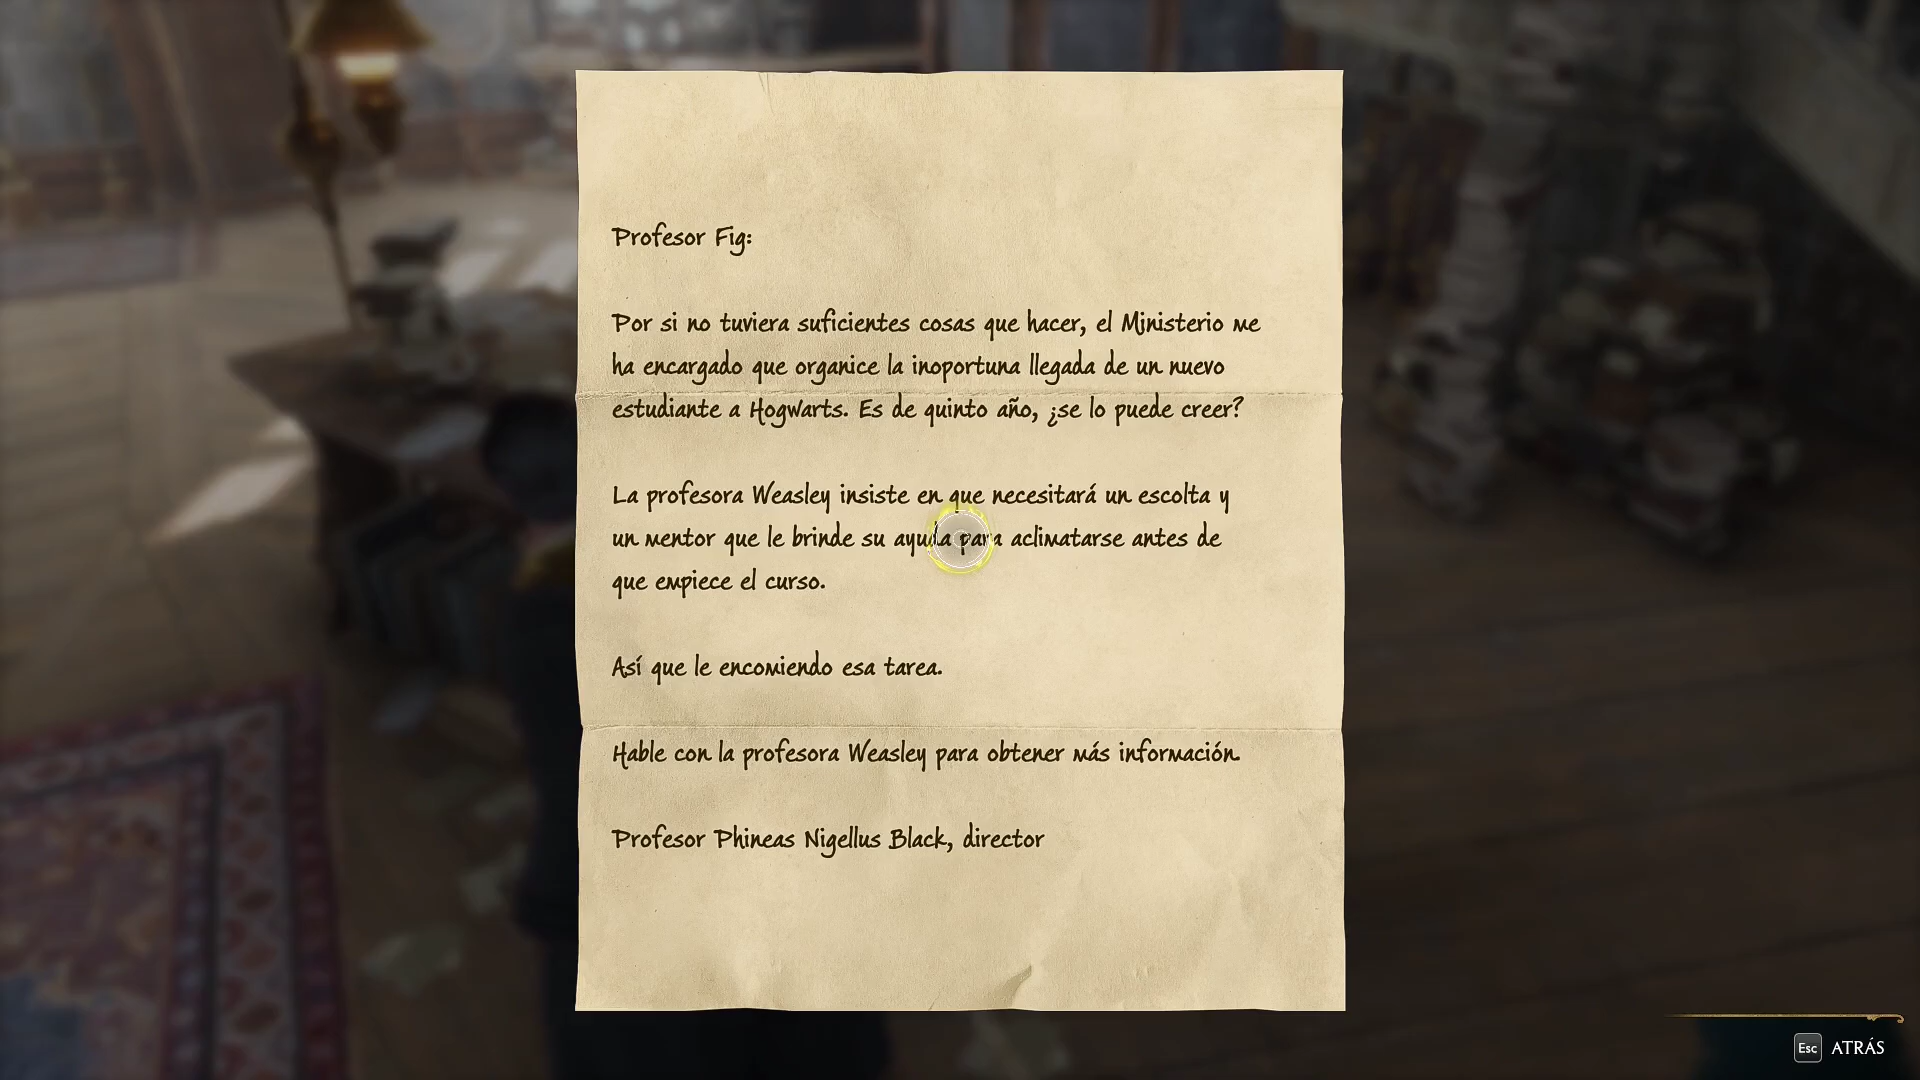 Profesor Fig:
Por si no tuviera suficientes cosas que hacer, el Ministerio me
ha encargado que organice la inoportuna llegada de un nuevo
estudiante a Hogwarts. Es de quinto año, ¿se lo puede creer?
La profesora Weasley insiste en que necesitará un escolta y
un mentor que le brinde su ayuda para aclimatarse antes de
que empiece el curso.
Así que le encomiendo esa tarea.
Hable con la profesora Weasley para obtener más información.
Profesor Phineas Nigellus Black, director
Esc ATRÁS